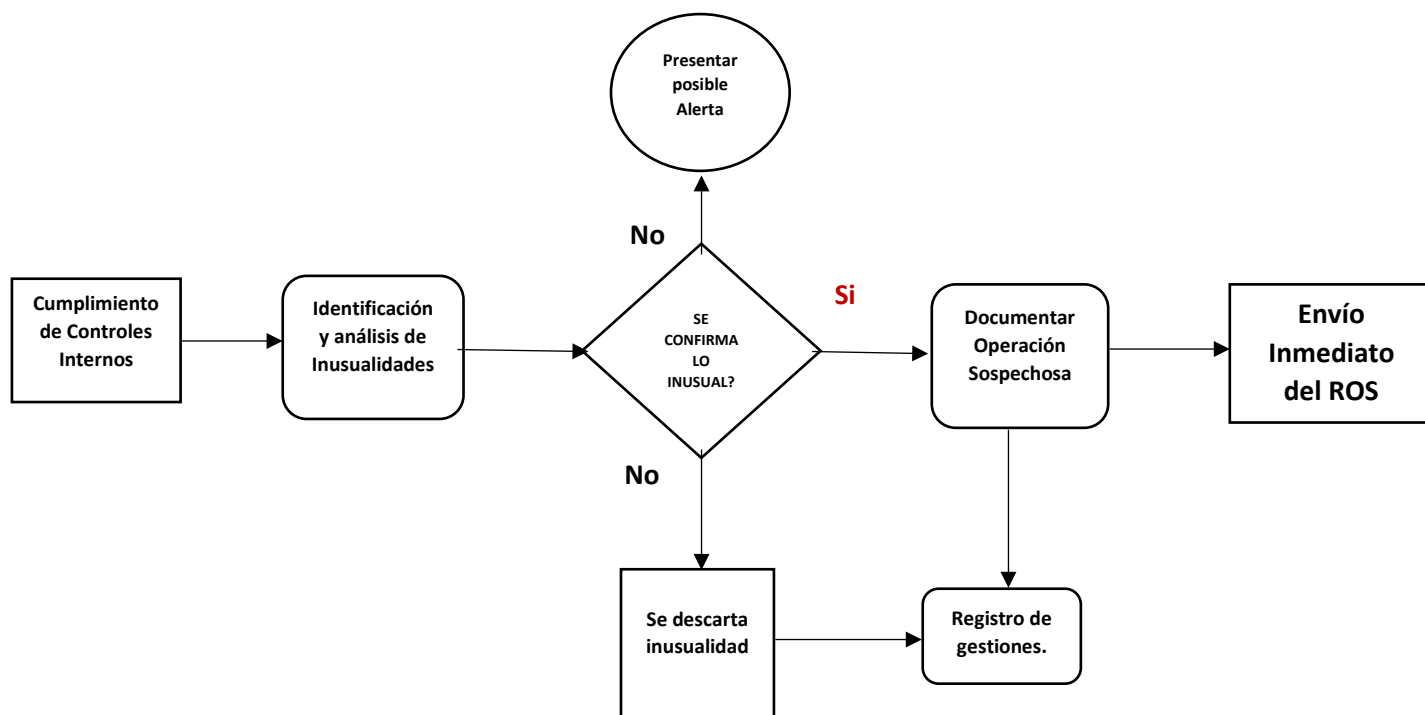 Presentar
posible
Alerta
No
Cumplimiento
de Controles
Internos
Identificación
y análisis de
Inusualidades
SE
CONFIRMA
LO
INUSUAL?
Si
Documentar
Operación
Sospechosa
Envío
Inmediato
del ROS
No
Se descarta
inusualidad
Registro de
gestiones.